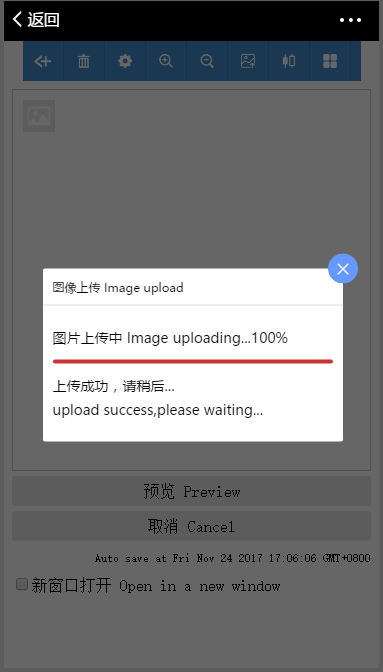 返回
图像上传 Image upload
图片上传中 Image uploading...100%
上传成功，请稍后...
upload success,please waiting...
预览 Preview
取消 Cancel
Auto save at Fri Nov 24 2017 17:06:06 GMT+0800
新窗口打开 Open in a new window